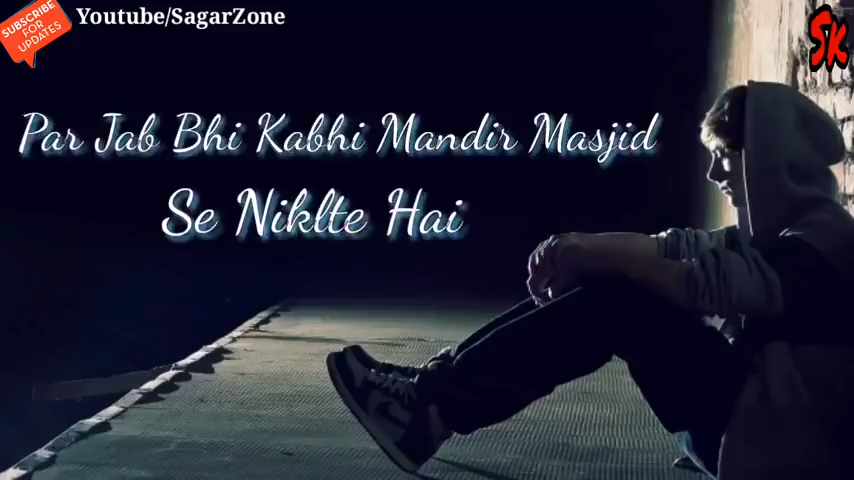 SUBSCRIBE
FOR
UPDATES
Youtube/SagarZone
SK
Par Jab Bhi Kabhi Mandir Masjid
Se Niklte Hai